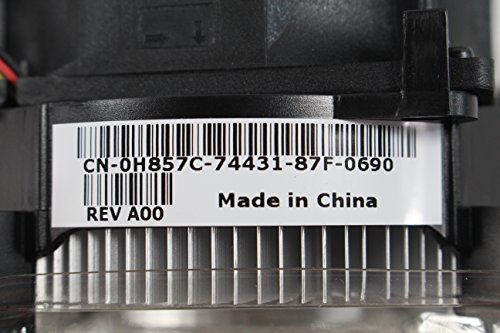 CN-0H857C-74431-87F-0690
REV A00
Made in China